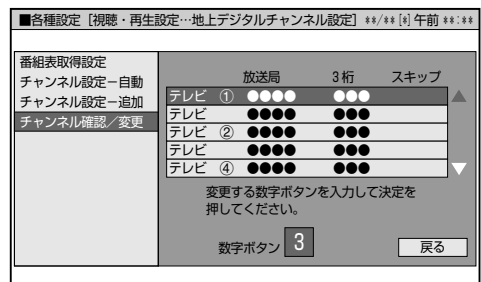 ■各種設定［視聴・再生設定…地上デジタルチャンネル設定］ **/** [*] 午前 **:**
番組表取得設定
チャンネル設定－自動
チャンネル設定－追加
チャンネル確認／変更
放送局 3桁 スキップ
テレビ ① ●●●● ●●●
テレビ ●●●● ●●●
テレビ ② ●●●● ●●●
テレビ ●●●● ●●●
テレビ ④ ●●●● ●●●
変更する数字ボタンを入力して決定を
押してください。
数字ボタン 3
戻る